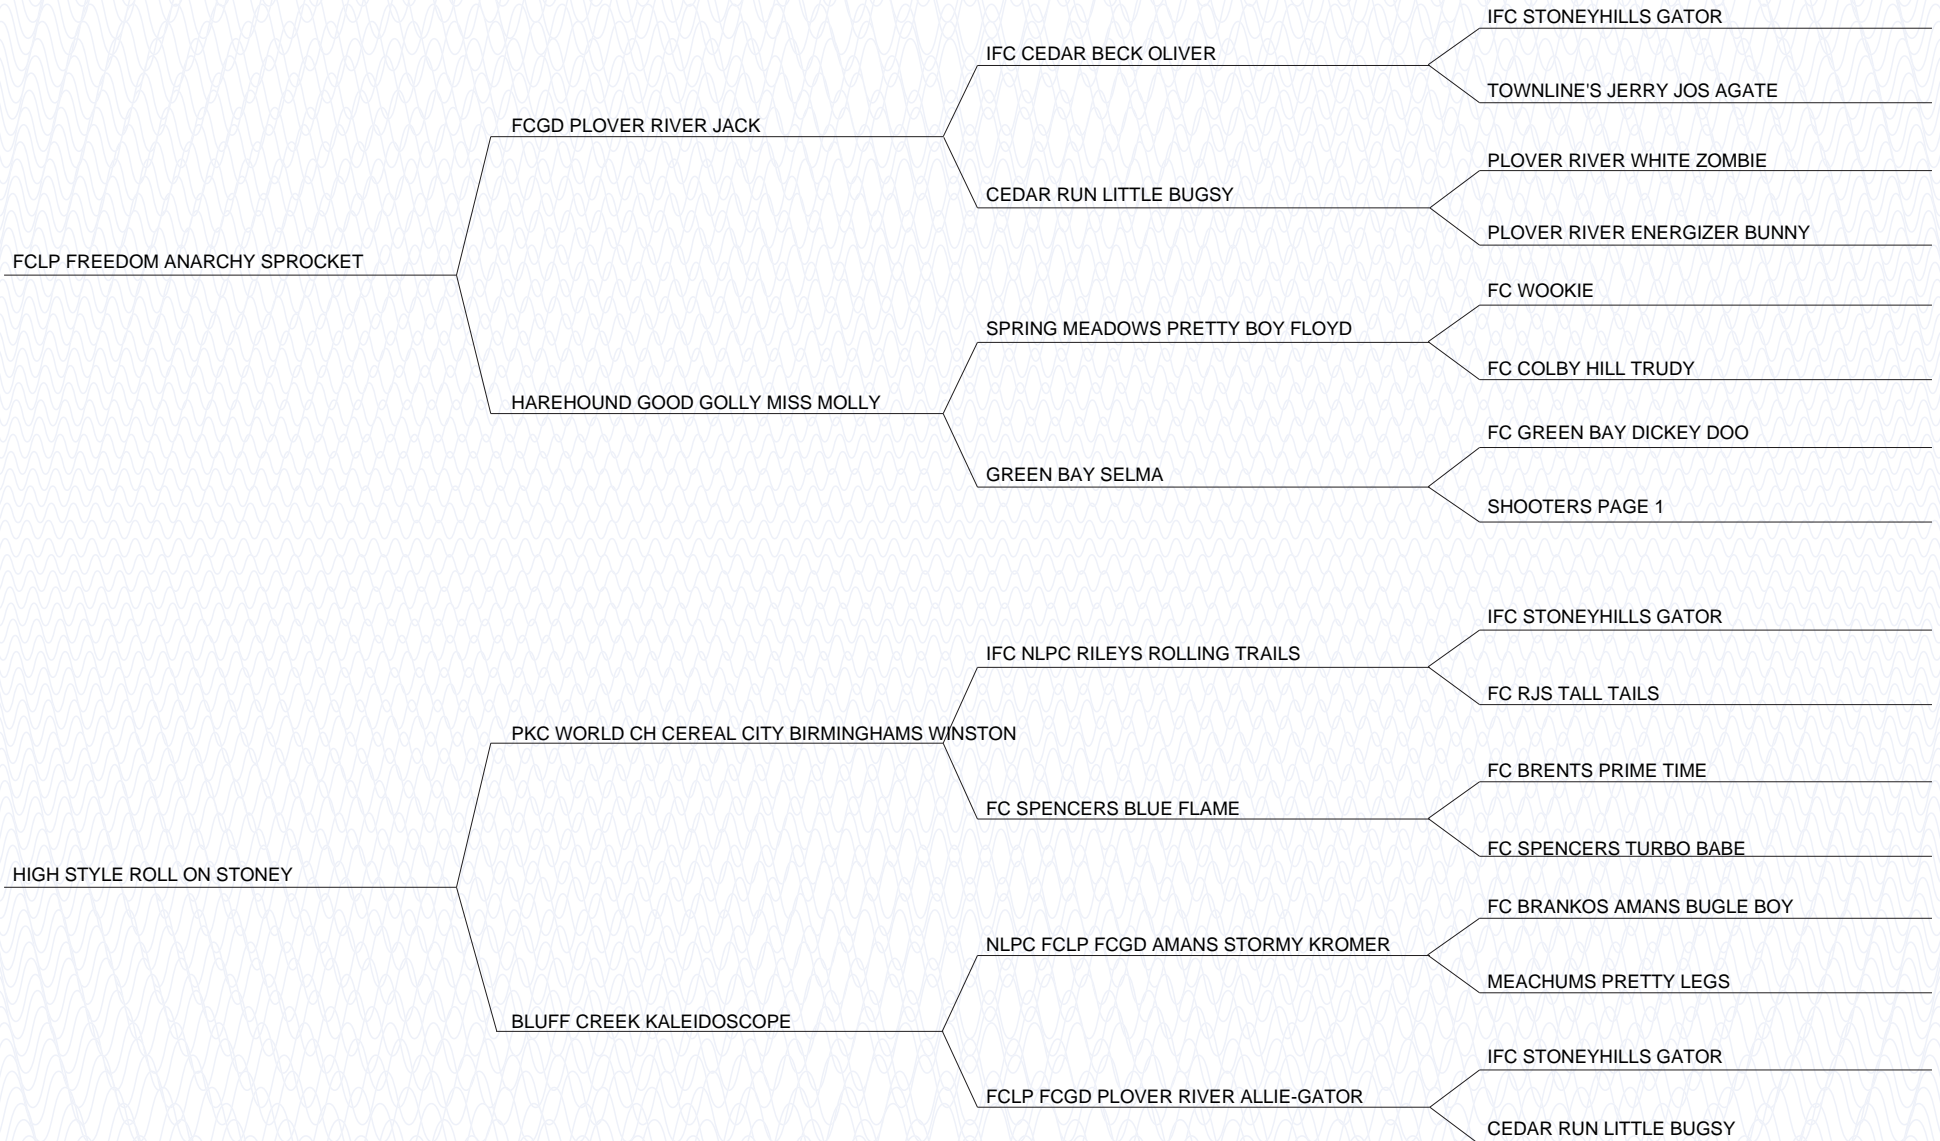 IFC STONEYHILLS GATOR
IFC CEDAR BECK OLIVER
TOWNLINE'S JERRY JOS AGATE
FCGD PLOVER RIVER JACK
PLOVER RIVER WHITE ZOMBIE
CEDAR RUN LITTLE BUGSY
PLOVER RIVER ENERGIZER BUNNY
FCLP FREEDOM ANARCHY SPROCKET
FC WOOKIE
SPRING MEADOWS PRETTY BOY FLOYD
FC COLBY HILL TRUDY
HAREHOUND GOOD GOLLY MISS MOLLY
FC GREEN BAY DICKEY DOO
GREEN BAY SELMA
SHOOTERS PAGE 1
IFC STONEYHILLS GATOR
IFC NLPC RILEYS ROLLING TRAILS
FC RJS TALL TAILS
PKC WORLD CH CEREAL CITY BIRMINGHAMS WINSTON
FC BRENTS PRIME TIME
FC SPENCERS BLUE FLAME
FC SPENCERS TURBO BABE
HIGH STYLE ROLL ON STONEY
FC BRANKOS AMANS BUGLE BOY
NLPC FCLP FCGD AMANS STORMY KROMER
MEACHUMS PRETTY LEGS
BLUFF CREEK KALEIDOSCOPE
IFC STONEYHILLS GATOR
FCLP FCGD PLOVER RIVER ALLIE-GATOR
CEDAR RUN LITTLE BUGSY